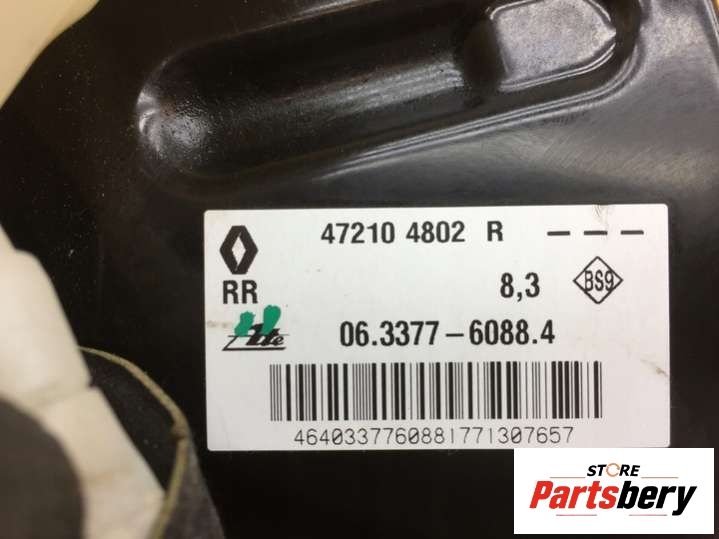 47210 4802 R ---
RR
8,3
BS9
Ate
06.3377-6088.4
4640337760881771307657
STORE
Partsbery